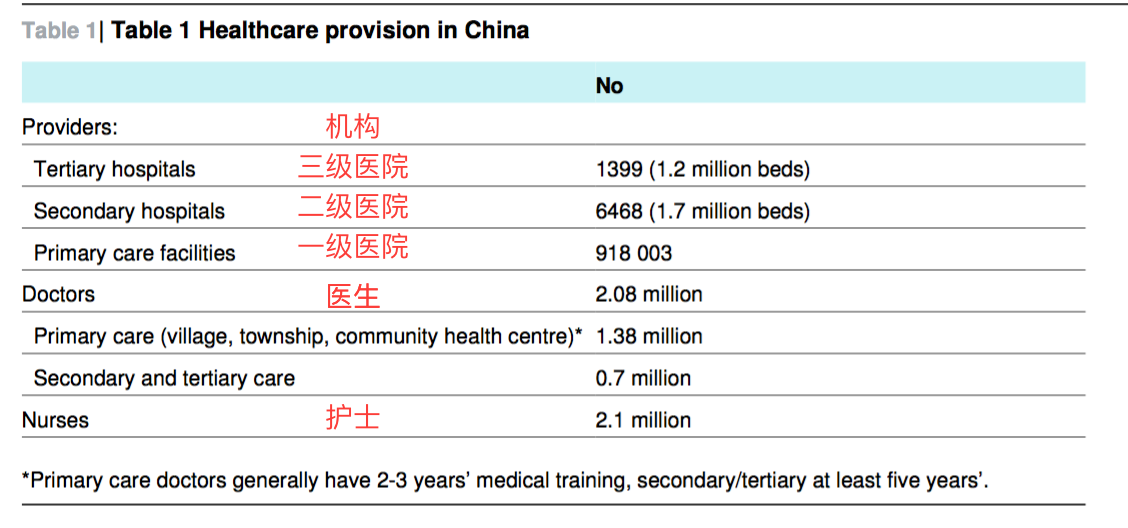 Table 1| Table 1 Healthcare provision in China
No
Providers: 机构
Tertiary hospitals 三级医院 1399 (1.2 million beds)
Secondary hospitals 二级医院 6468 (1.7 million beds)
Primary care facilities 一级医院 918 003
Doctors 医生 2.08 million
Primary care (village, township, community health centre)* 1.38 million
Secondary and tertiary care 0.7 million
Nurses 护士 2.1 million
*Primary care doctors generally have 2-3 years’ medical training, secondary/tertiary at least five years’.